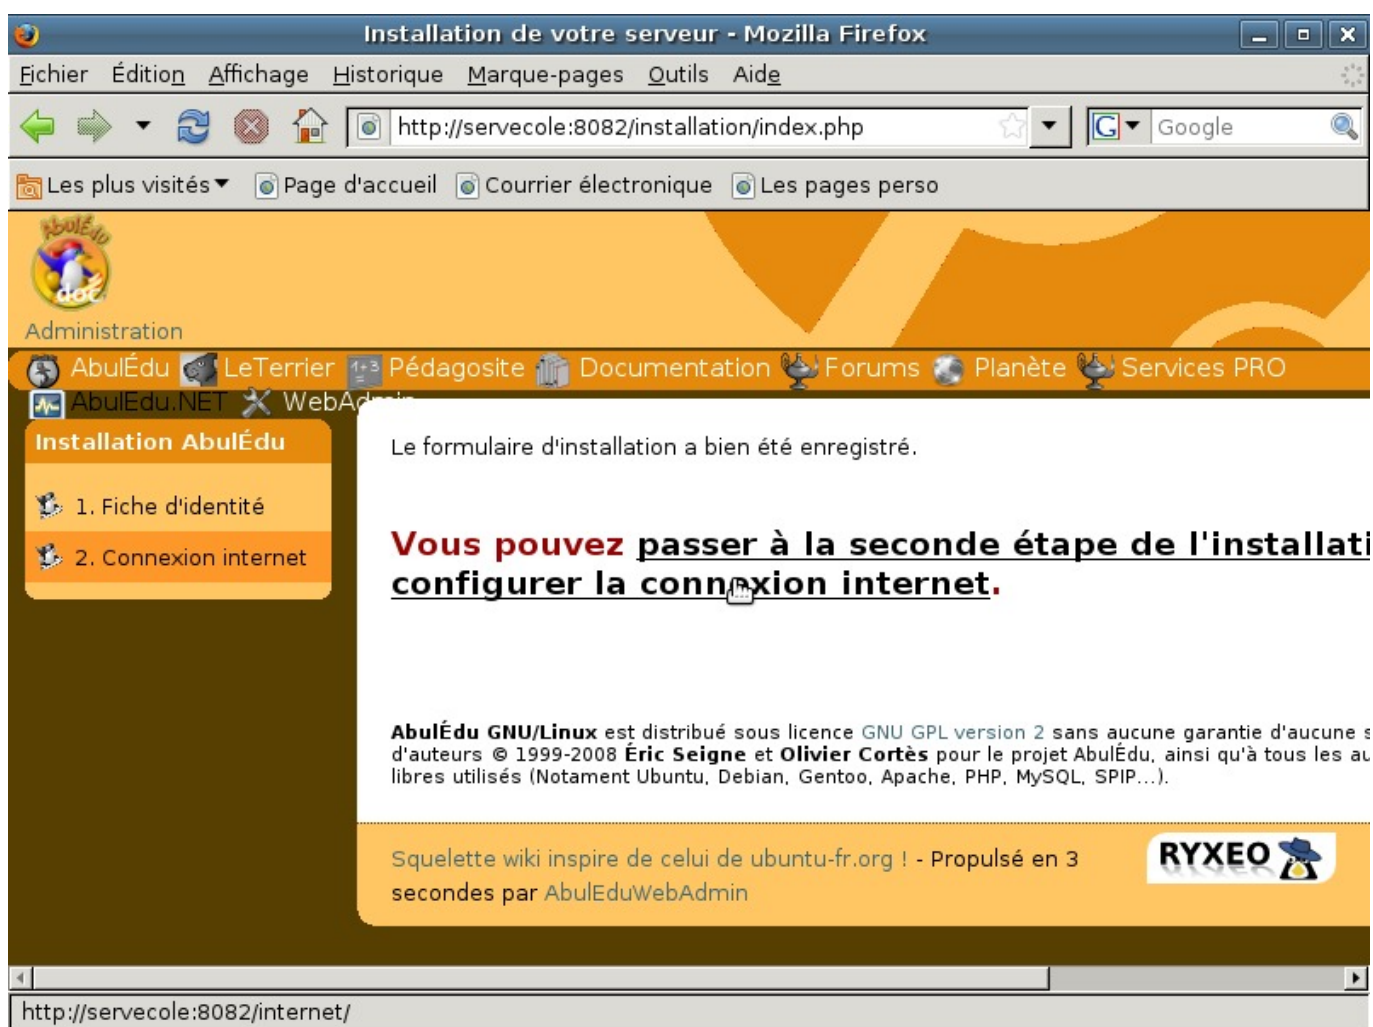 Installation de votre serveur - Mozilla Firefox
Fichier Édition Affichage Historique Marque-pages Outils Aide
http://servecole:8082/installation/index.php G Google
Les plus visités Page d'accueil Courrier électronique Les pages perso
AbulÉdu
doc
Administration
AbulÉdu LeTerrier 1+3 Pédagosite Documentation Forums Planète Services PRO
AbulEdu.NET WebAdmin
Installation AbulÉdu
1. Fiche d'identité
2. Connexion internet
Le formulaire d'installation a bien été enregistré.
Vous pouvez passer à la seconde étape de l'installati
configurer la connexion internet.
AbulÉdu GNU/Linux est distribué sous licence GNU GPL version 2 sans aucune garantie d'aucune s
d'auteurs © 1999-2008 Éric Seigne et Olivier Cortès pour le projet AbulÉdu, ainsi qu'à tous les au
libres utilisés (Notament Ubuntu, Debian, Gentoo, Apache, PHP, MySQL, SPIP...).
Squelette wiki inspire de celui de ubuntu-fr.org ! - Propulsé en 3
secondes par AbulEduWebAdmin
RYXEO
http://servecole:8082/internet/